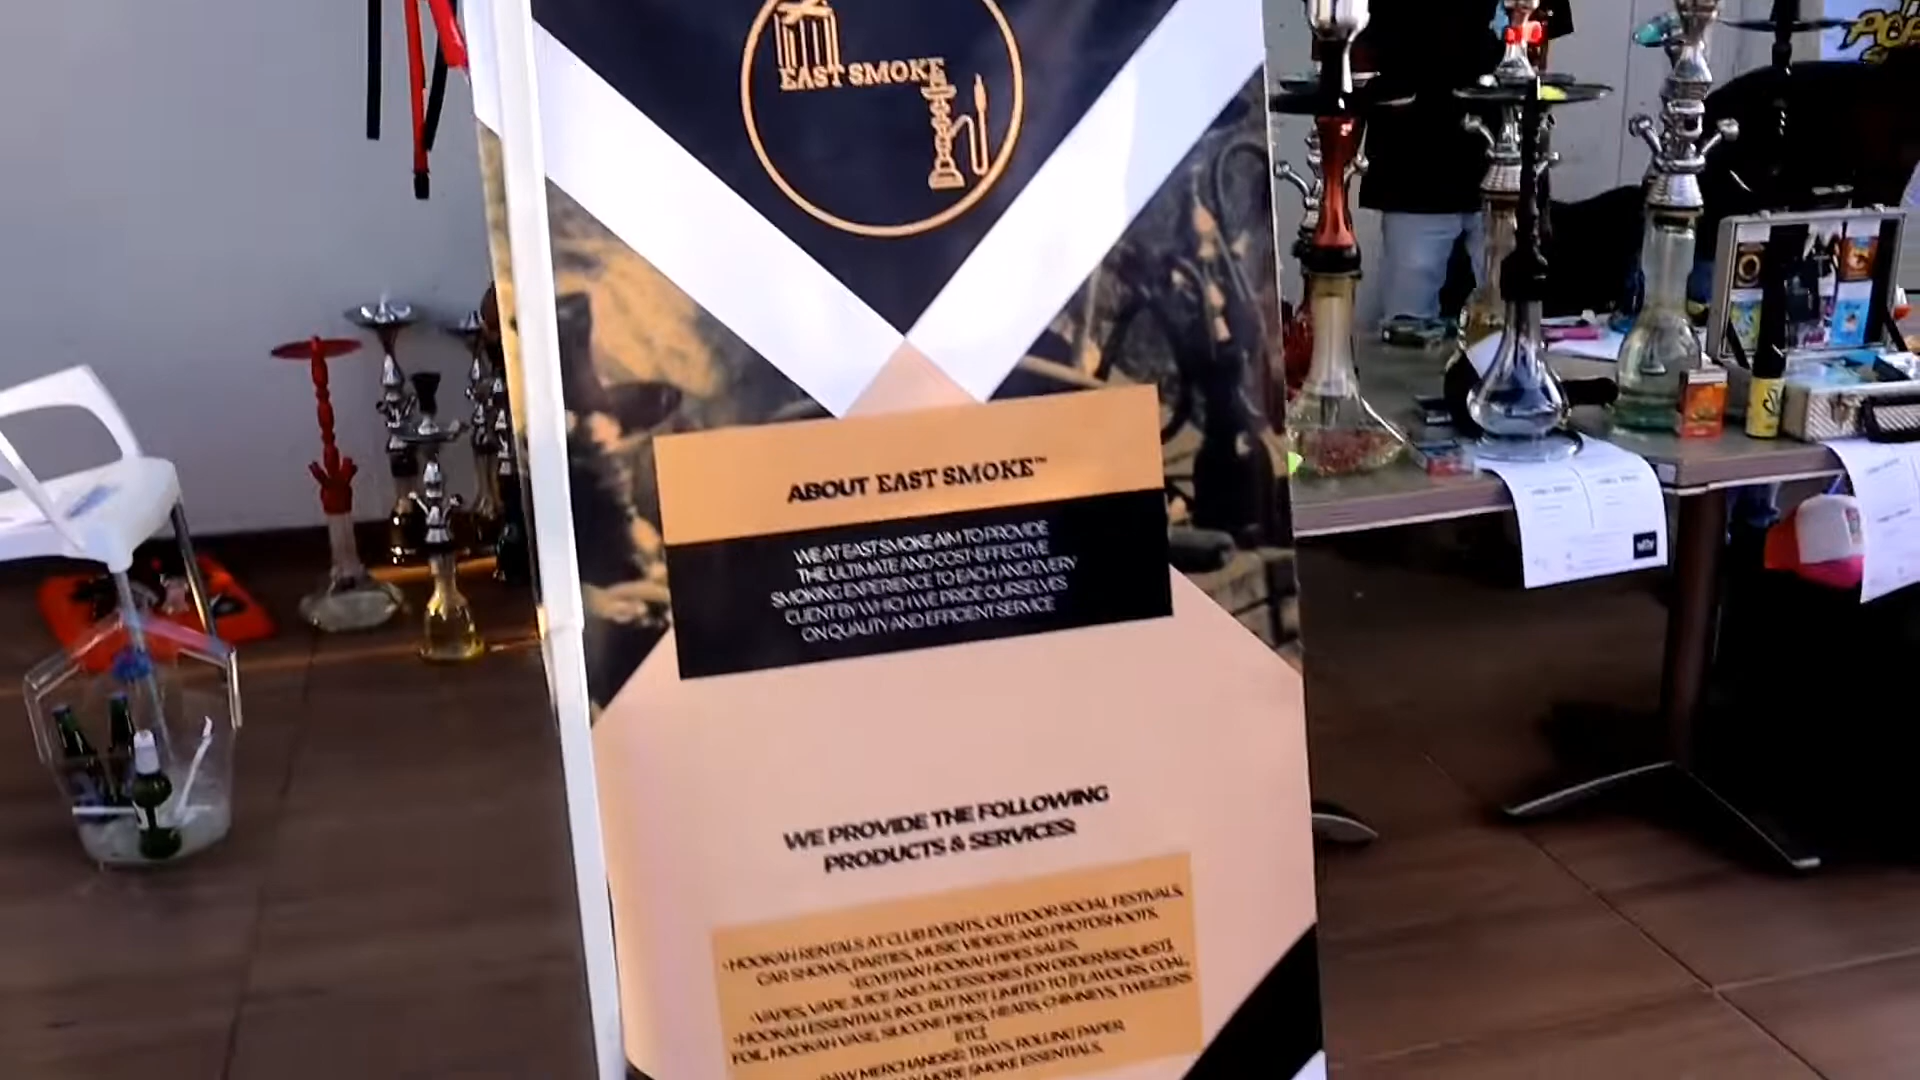 EAST SMOKE
ABOUT EAST SMOKE™
WE AT EAST SMOKE AIM TO PROVIDE
THE ULTIMATE AND COST-EFFECTIVE
SMOKING EXPERIENCE TO EACH AND EVERY
CLIENT BY WHICH WE PRIDE OURSELVES
ON QUALITY AND EFFICIENT SERVICE
WE PROVIDE THE FOLLOWING
PRODUCTS & SERVICES:
•HOOKAH RENTALS AT CLUB EVENTS, OUTDOOR SOCIAL FESTIVALS,
CAR SHOWS, PARTIES, MUSIC VIDEOS AND PHOTOSHOOTS.
•EGYPTIAN HOOKAH PIPES SALES.
•VAPES, VAPE JUICE AND ACCESSORIES (ON ORDER/REQUEST).
•HOOKAH ESSENTIALS INCL BUT NOT LIMITED TO (FLAVOURS, COAL,
FOIL, HOOKAH VASE, SILICONE PIPES, HEADS, CHIMNEYS, TWEEZERS
ETC).
RAW MERCHANDISE: TRAYS, ROLLING PAPER
MORE SMOKE ESSENTIALS.